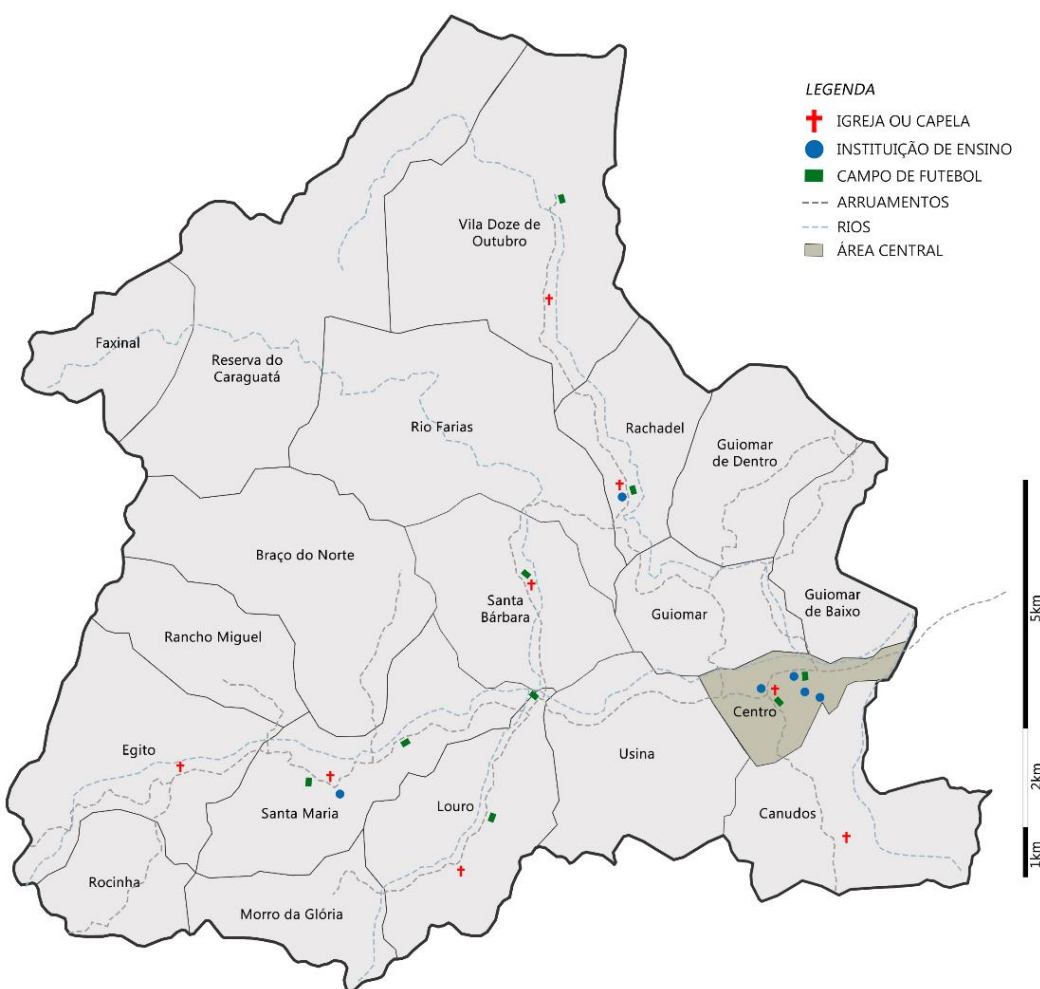 LEGENDA
IGREJA OU CAPELA
INSTITUIÇÃO DE ENSINO
CAMPO DE FUTEBOL
ARRUAMENTOS
RIOS
ÁREA CENTRAL
Vila Doze de
Outubro
Faxinal
Reserva do
Caraguatá
Rio Farias
Rachadel
Guiomar
de Dentro
Braço do Norte
Santa
Bárbara
Guiomar
Guiomar
de Baixo
Rancho Miguel
Centro
Egito
Usina
Santa Maria
Louro
Canudos
Rocinha
Morro da Glória
5km
2km
1km